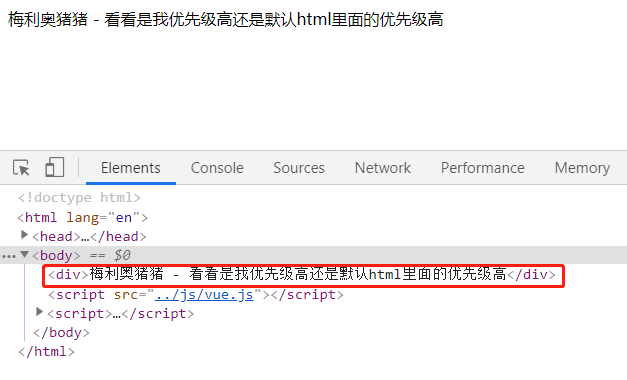 梅利奥猪猪 - 看看是我优先级高还是默认html里面的优先级高
Elements Console Sources Network Performance Memory
<!doctype html>
<html lang="en">
<head>…</head>
<body> == $0
<div>梅利奥猪猪 - 看看是我优先级高还是默认html里面的优先级高</div>
<script src="../js/vue.js"></script>
<script>…</script>
</body>
</html>